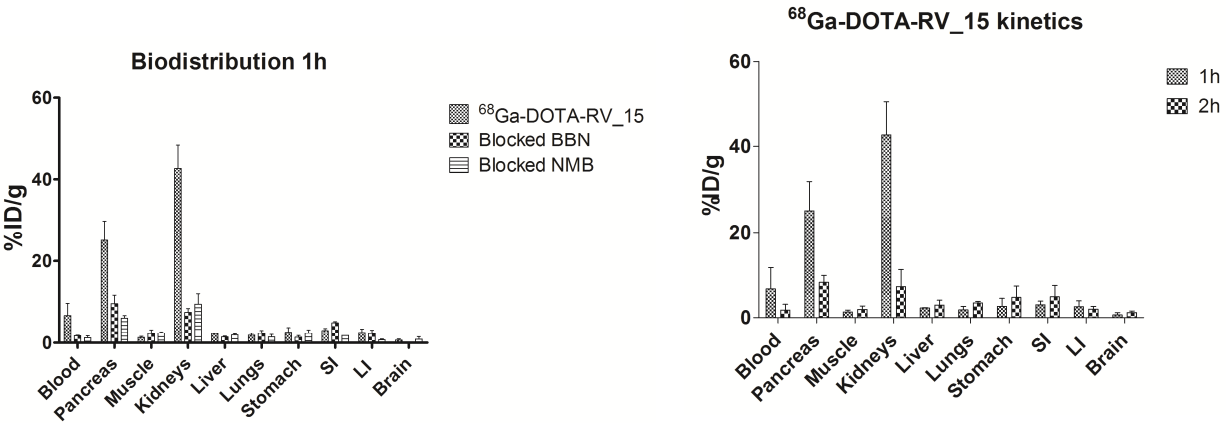 Biodistribution 1h
%ID/g
60
40
20
0
Blood
Pancreas
Muscle
Kidneys
Liver
Lungs
Stomach
SI
LI
Brain
⁶⁸Ga-DOTA-RV_15
Blocked BBN
Blocked NMB
⁶⁸Ga-DOTA-RV_15 kinetics
%ID/g
60
40
20
0
Blood
Pancreas
Muscle
Kidneys
Liver
Lungs
Stomach
SI
LI
Brain
1h
2h